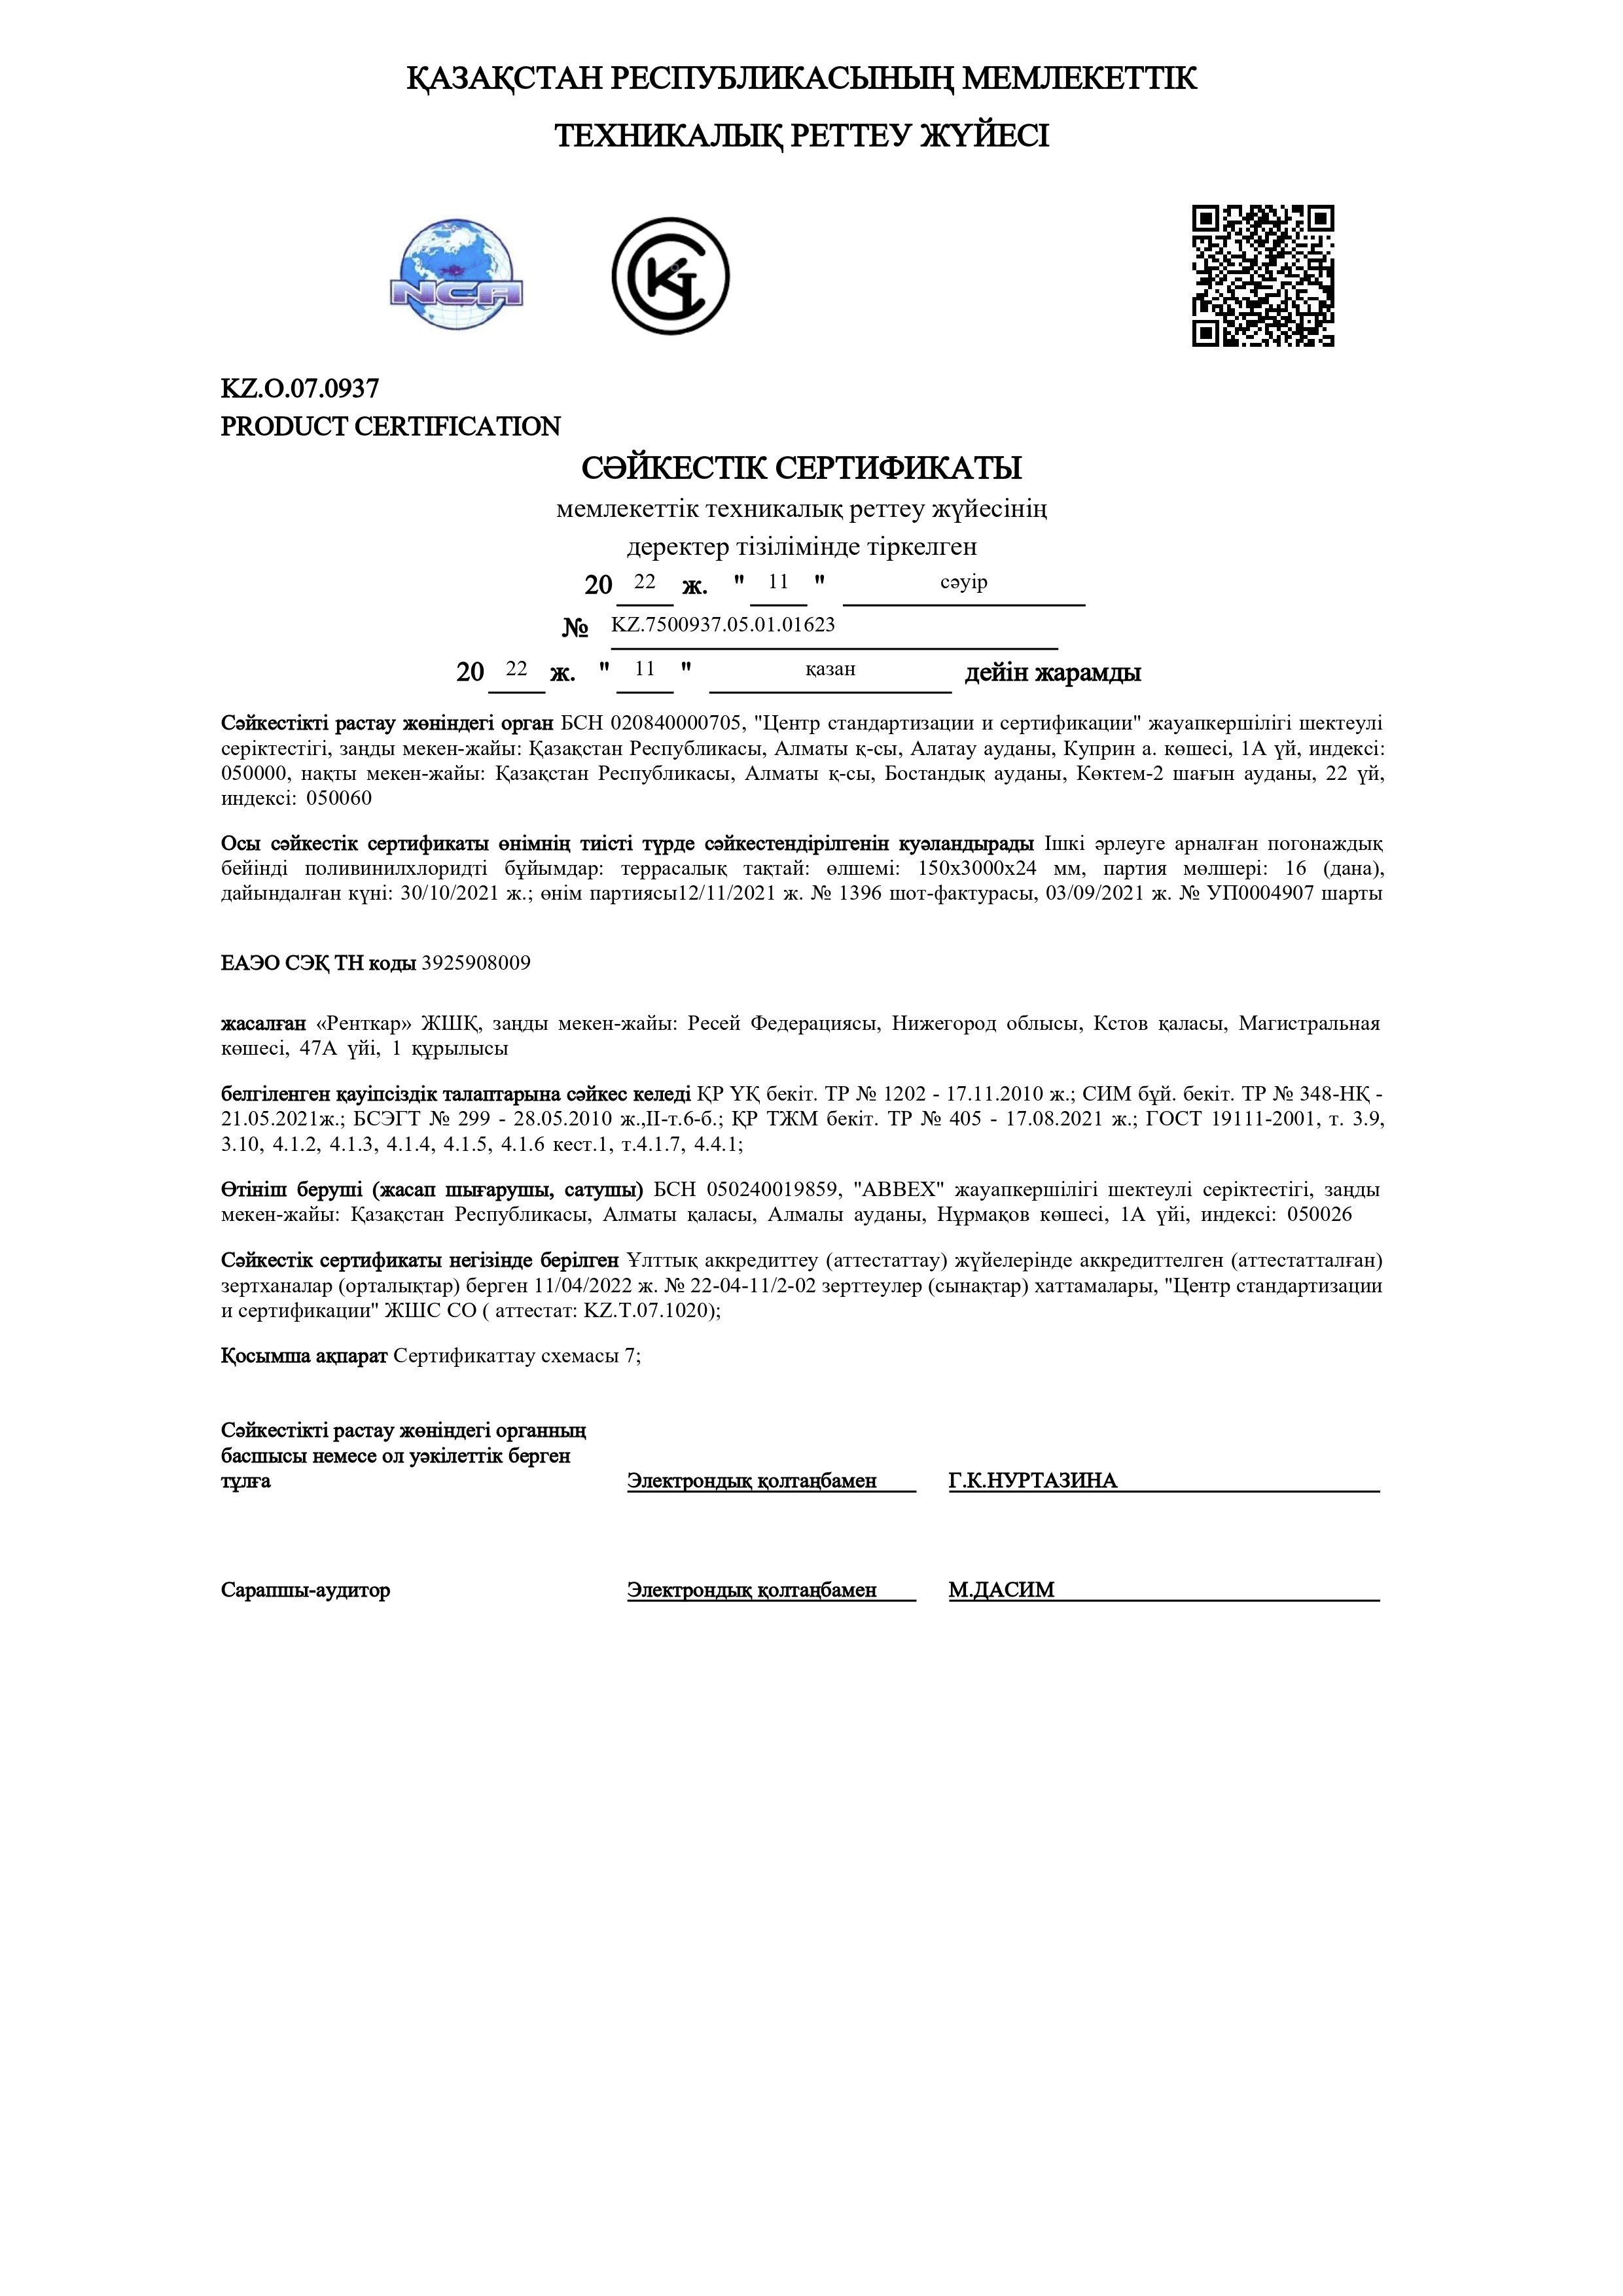 ҚАЗАҚСТАН РЕСПУБЛИКАСЫНЫҢ МЕМЛЕКЕТТІК
ТЕХНИКАЛЫҚ РЕТТЕУ ЖҮЙЕСІ
NCA
KZ.O.07.0937
PRODUCT CERTIFICATION
СӘЙКЕСТІК СЕРТИФИКАТЫ
мемлекеттік техникалық реттеу жүйесінің
деректер тізілімінде тіркелген
20 22 ж. " 11 " сәуір
№ KZ.7500937.05.01.01623
20 22 ж. " 11 " қазан дейін жарамды
Сәйкестікті растау жөніндегі орган БСН 020840000705, "Центр стандартизации и сертификации" жауапкершілігі шектеулі
серіктестігі, заңды мекен-жайы: Қазақстан Республикасы, Алматы қ-сы, Алатау ауданы, Куприн а. көшесі, 1А үй, индексі:
050000, нақты мекен-жайы: Қазақстан Республикасы, Алматы қ-сы, Бостандық ауданы, Көктем-2 шағын ауданы, 22 үй,
индексі: 050060
Осы сәйкестік сертификаты өнімнің тиісті түрде сәйкестендірілгенін куәландырады Ішкі әрлеуге арналған погонаждық
бейінді поливинилхлоридті бұйымдар: террасалық тақтай: өлшемі: 150х3000х24 мм, партия мөлшері: 16 (дана),
дайындалған күні: 30/10/2021 ж.; өнім партиясы12/11/2021 ж. № 1396 шот-фактурасы, 03/09/2021 ж. № УП0004907 шарты
ЕАЭО СЭҚ ТН коды 3925908009
жасалған «Ренткар» ЖШҚ, заңды мекен-жайы: Ресей Федерациясы, Нижегород облысы, Кстов қаласы, Магистральная
көшесі, 47А үйі, 1 құрылысы
белгіленген қауіпсіздік талаптарына сәйкес келеді ҚР ҮҚ бекіт. ТР № 1202 - 17.11.2010 ж.; СИМ бұй. бекіт. ТР № 348-НҚ -
21.05.2021ж.; БСЭГТ № 299 - 28.05.2010 ж.,II-т.6-б.; ҚР ТЖМ бекіт. ТР № 405 - 17.08.2021 ж.; ГОСТ 19111-2001, т. 3.9,
3.10, 4.1.2, 4.1.3, 4.1.4, 4.1.5, 4.1.6 кест.1, т.4.1.7, 4.4.1;
Өтініш беруші (жасап шығарушы, сатушы) БСН 050240019859, "ABBEX" жауапкершілігі шектеулі серіктестігі, заңды
мекен-жайы: Қазақстан Республикасы, Алматы қаласы, Алмалы ауданы, Нұрмақов көшесі, 1А үйі, индексі: 050026
Сәйкестік сертификаты негізінде берілген Ұлттық аккредиттеу (аттестаттау) жүйелерінде аккредиттелген (аттестатталған)
зертханалар (орталықтар) берген 11/04/2022 ж. № 22-04-11/2-02 зерттеулер (сынақтар) хаттамалары, "Центр стандартизации
и сертификации" ЖШС СО ( аттестат: KZ.T.07.1020);
Қосымша ақпарат Сертификаттау схемасы 7;
Сәйкестікті растау жөніндегі органның
басшысы немесе ол уәкілеттік берген
тұлға Электрондық қолтаңбамен Г.К.НУРТАЗИНА
Сарапшы-аудитор Электрондық қолтаңбамен М.ДАСИМ